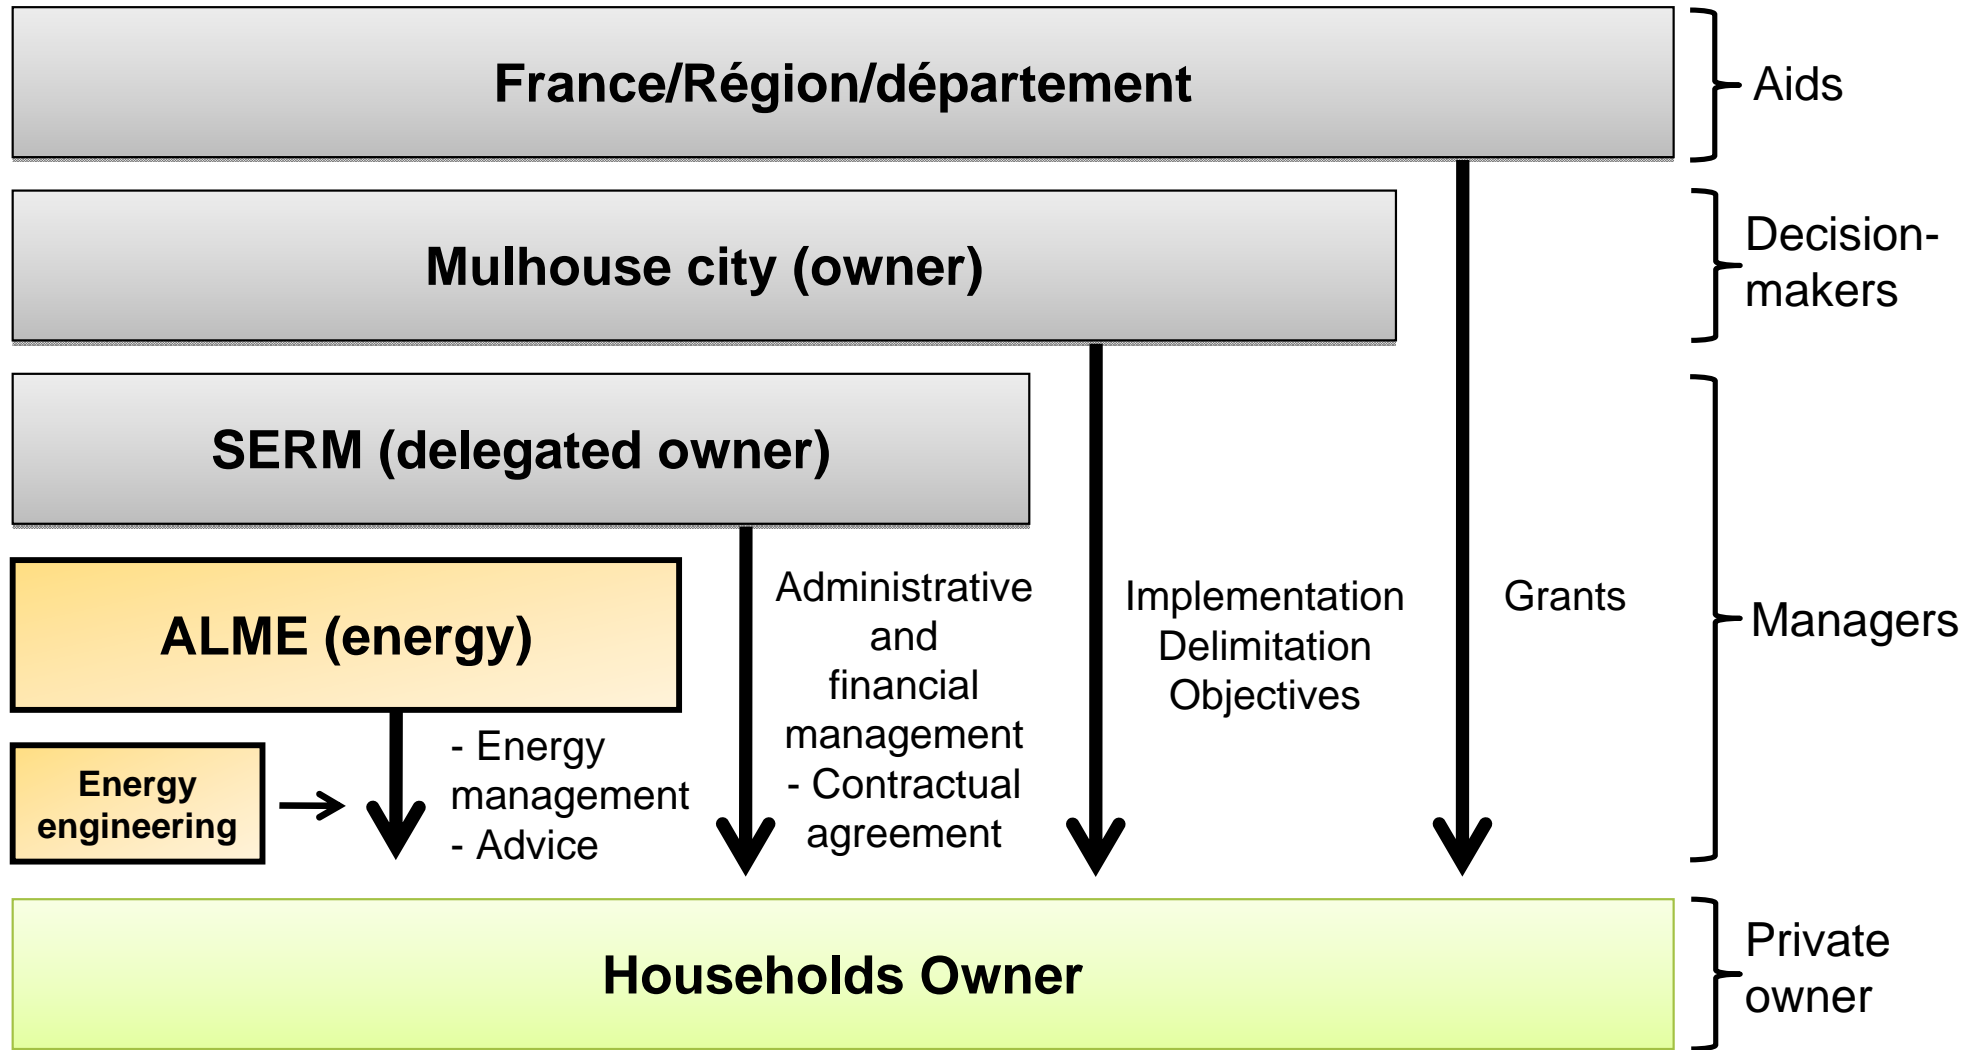 France/Région/département
Aids
Mulhouse city (owner)
Decision-
makers
SERM (delegated owner)
ALME (energy)
Energy
engineering
- Energy
management
- Advice
Administrative
and
financial
management
- Contractual
agreement
Implementation
Delimitation
Objectives
Grants
Managers
Households Owner
Private
owner